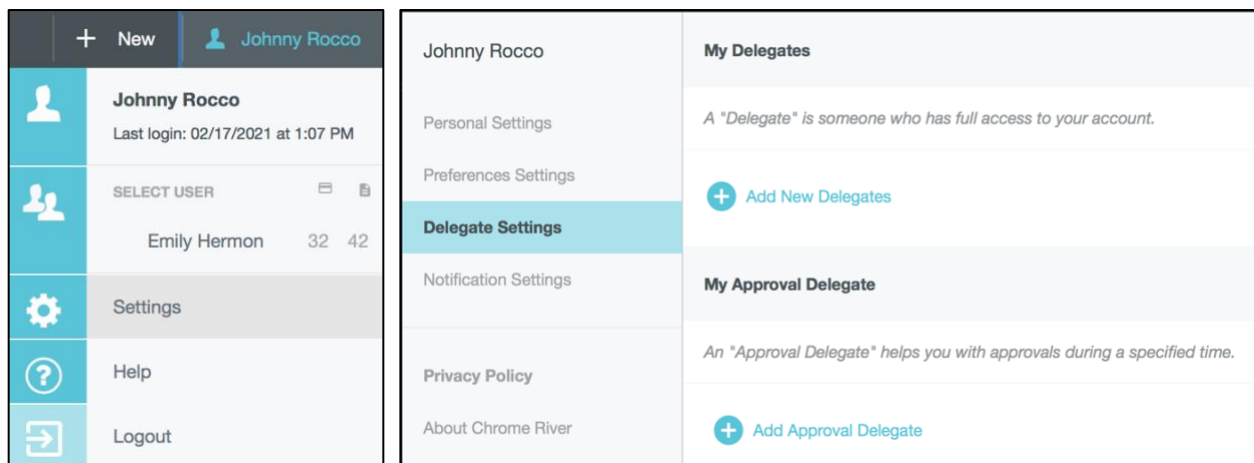 + New Johnny Rocco
Johnny Rocco
Last login: 02/17/2021 at 1:07 PM
SELECT USER
Emily Hermon 32 42
Settings
? Help
Logout
Johnny Rocco
Personal Settings
Preferences Settings
Delegate Settings
Notification Settings
Privacy Policy
About Chrome River
My Delegates
A "Delegate" is someone who has full access to your account.
+ Add New Delegates
My Approval Delegate
An "Approval Delegate" helps you with approvals during a specified time.
+ Add Approval Delegate